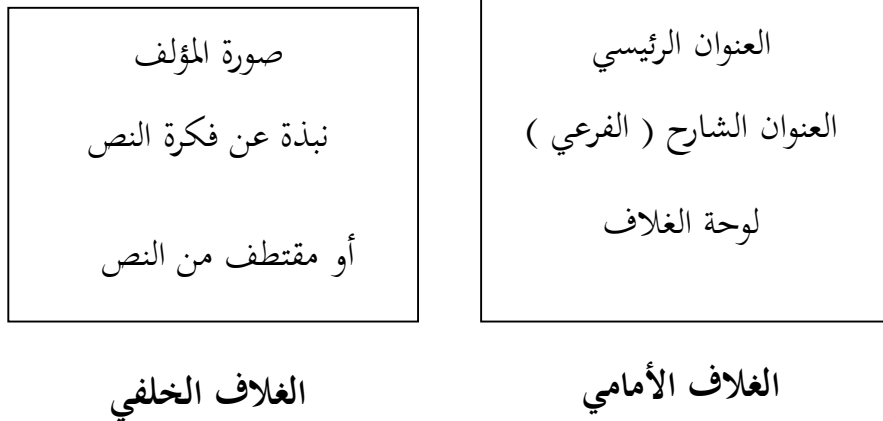 العنوان الرئيسي
العنوان الشارح ( الفرعي )
لوحة الغلاف
الغلاف الأمامي
صورة المؤلف
نبذة عن فكرة النص
أو مقتطف من النص
الغلاف الخلفي